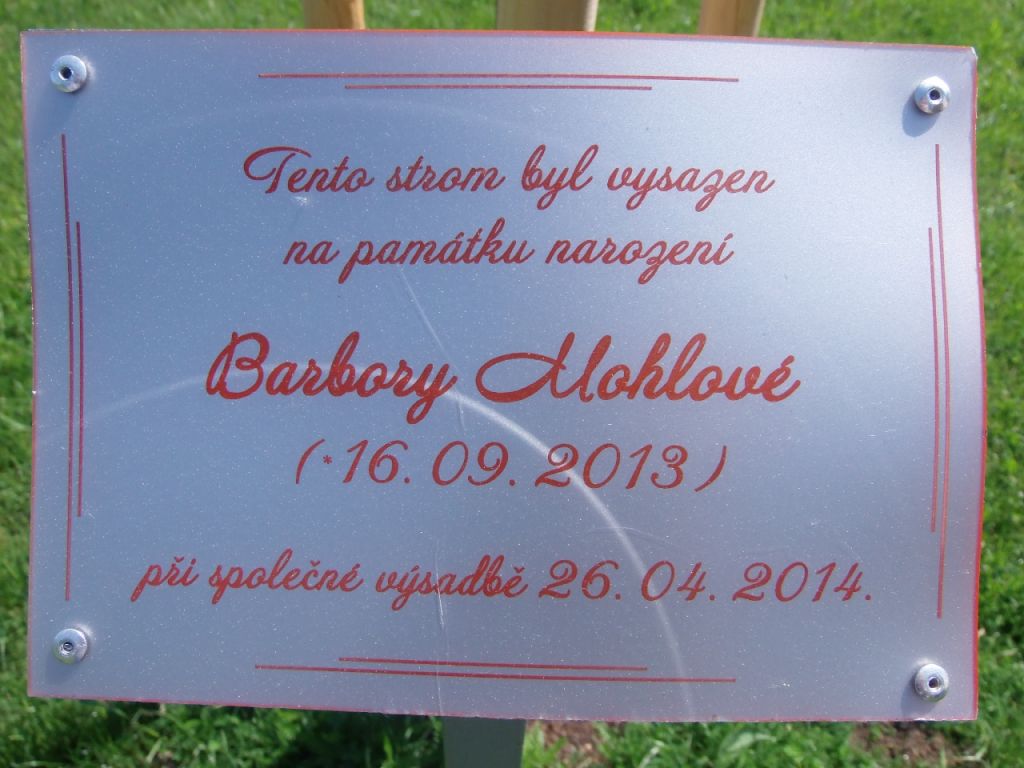 Tento strom byl vysazen
na památku narození
Barbory Mohlové
(*16. 09. 2013)
při společné výsadbě 26. 04. 2014.